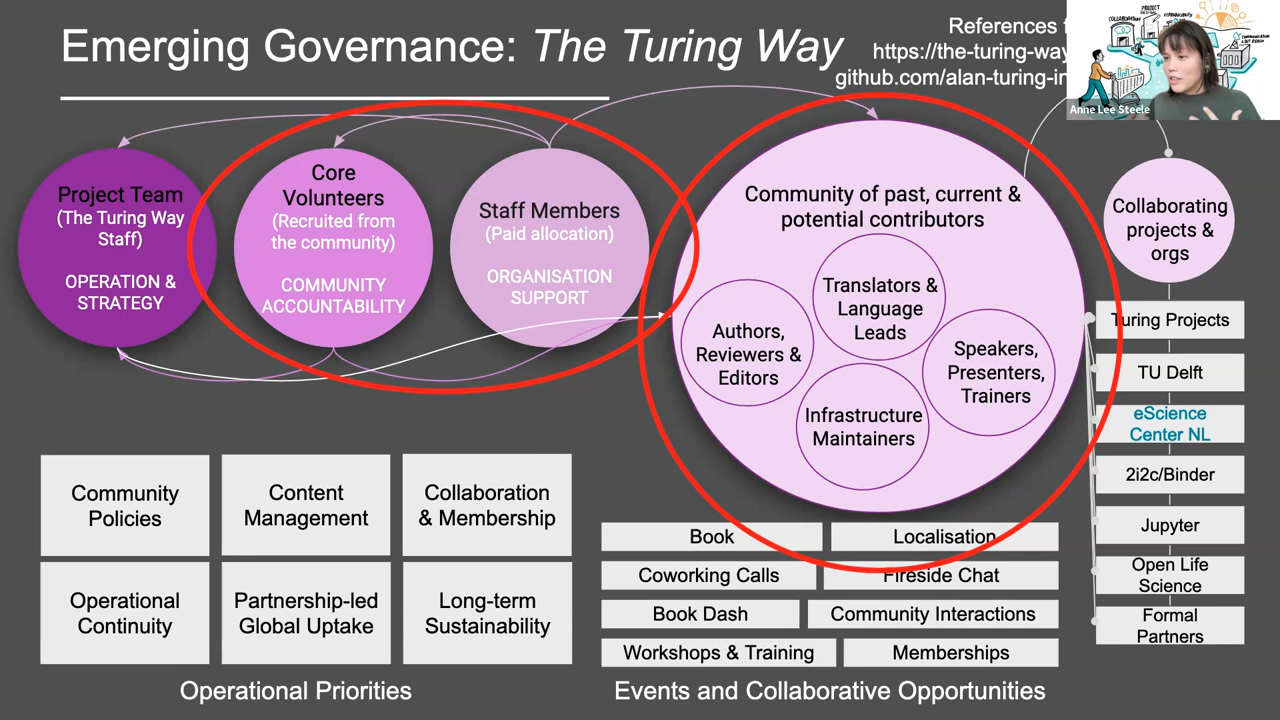 Emerging Governance: The Turing Way
References
https://the-turing-way
github.com/alan-turing-in
COLLABORATION
PROJECT
DESIGN
Anne Lee Steele
Project Team
(The Turing Way
Staff)
OPERATION &
STRATEGY
Core
Volunteers
(Recruited from
the community)
COMMUNITY
ACCOUNTABILITY
Staff Members
(Paid allocation)
ORGANISATION
SUPPORT
Community of past, current &
potential contributors
Translators &
Language
Leads
Authors,
Reviewers &
Editors
Speakers,
Presenters,
Trainers
Infrastructure
Maintainers
Collaborating
projects &
orgs
Turing Projects
TU Delft
eScience
Center NL
2i2c/Binder
Jupyter
Open Life
Science
Formal
Partners
Community
Policies
Content
Management
Collaboration
& Membership
Operational
Continuity
Partnership-led
Global Uptake
Long-term
Sustainability
Operational Priorities
Book
Localisation
Coworking Calls
Fireside Chat
Book Dash
Community Interactions
Workshops & Training
Memberships
Events and Collaborative Opportunities